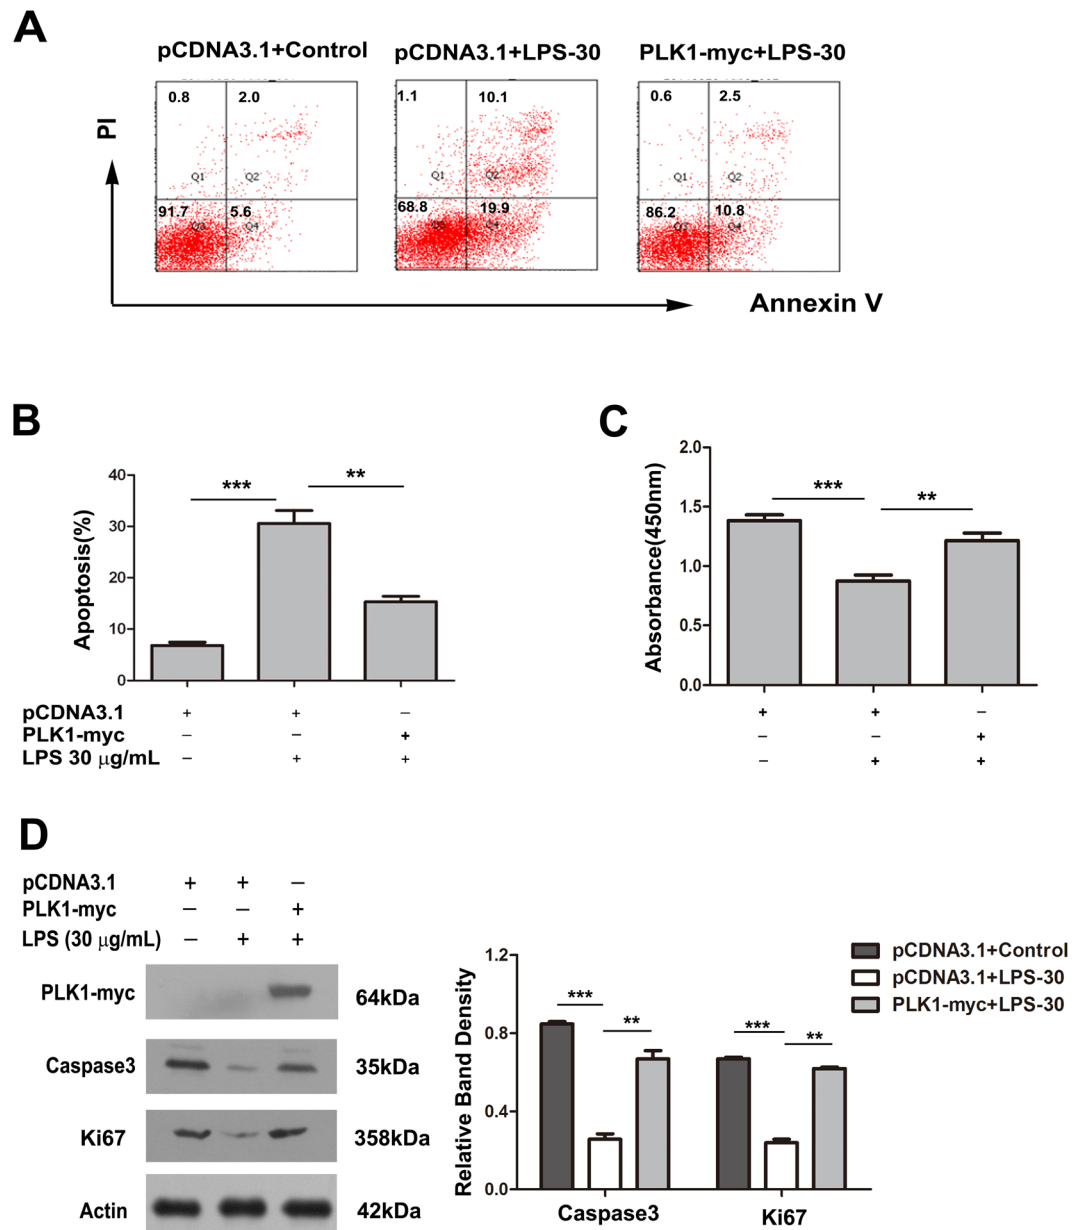 A
pCDNA3.1+Control pCDNA3.1+LPS-30 PLK1-myc+LPS-30
PI
0.8 2.0
Q1 Q2
91.7 5.6
Q3 Q4
1.1 10.1
Q1 Q2
68.8 19.9
Q4
0.6 2.5
Q1 Q2
86.2 10.8
Q3 Q4
Annexin V
B
Apoptosis(%)
40
30
20
10
0
*** **
pCDNA3.1 + + –
PLK1-myc – – +
LPS 30 μg/mL – + +
C
Absorbance(450nm)
2.0
1.5
1.0
0.5
0.0
*** **
+ + –
– – +
– + +
D
pCDNA3.1 + + –
PLK1-myc – – +
LPS (30 μg/mL) – + +
PLK1-myc 64kDa
Caspase3 35kDa
Ki67 358kDa
Actin 42kDa
Relative Band Density
1.2
0.8
0.4
0.0
*** **
*** **
Caspase3 Ki67
pCDNA3.1+Control
pCDNA3.1+LPS-30
PLK1-myc+LPS-30